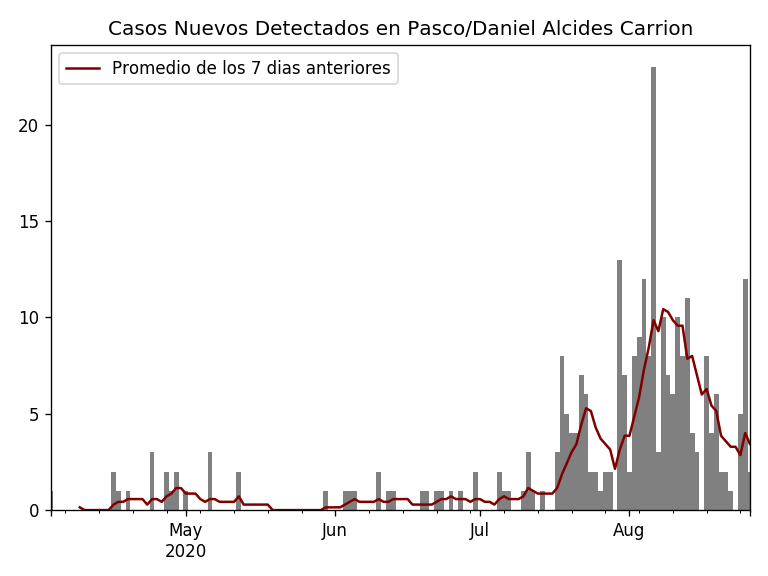 Casos Nuevos Detectados en Pasco/Daniel Alcides Carrion
Promedio de los 7 dias anteriores
20
15
10
5
0
May Jun Jul Aug
2020